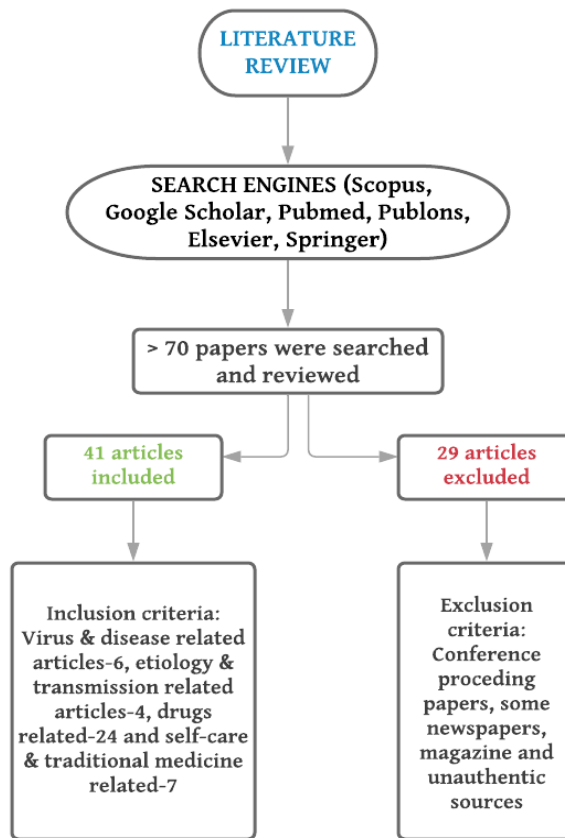 LITERATURE
REVIEW
SEARCH ENGINES (Scopus,
Google Scholar, Pubmed, Publons,
Elsevier, Springer)
> 70 papers were searched
and reviewed
41 articles
included
29 articles
excluded
Inclusion criteria:
Virus & disease related
articles-6, etiology &
transmission related
articles-4, drugs
related-24 and self-care
& traditional medicine
related-7
Exclusion
criteria:
Conference
proceding
papers, some
newspapers,
magazine and
unauthentic
sources